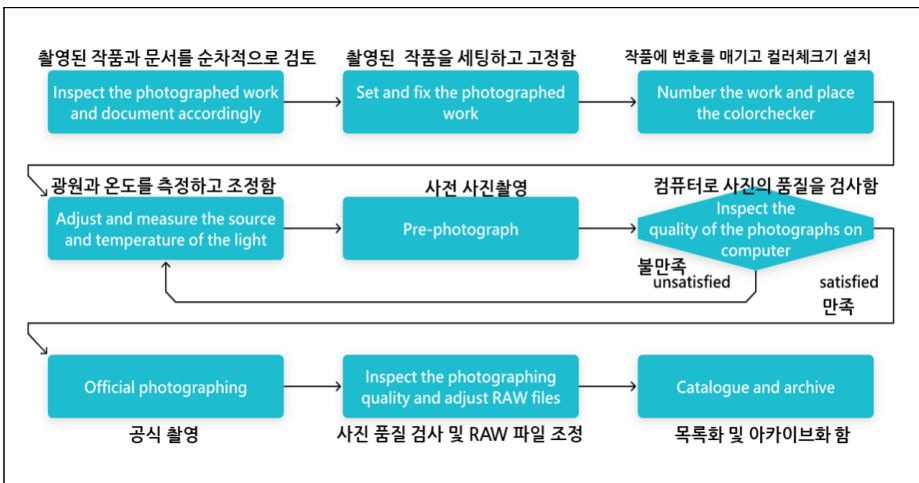 촬영된 작품과 문서를 순차적으로 검토
Inspect the photographed work
and document accordingly
촬영된 작품을 세팅하고 고정함
Set and fix the photographed
work
작품에 번호를 매기고 컬러체크기 설치
Number the work and place
the colorchecker
광원과 온도를 측정하고 조정함
Adjust and measure the source
and temperature of the light
사전 사진촬영
Pre-photograph
컴퓨터로 사진의 품질을 검사함
Inspect the
quality of the photographs on
computer
불만족
unsatisfied
satisfied
만족
Official photographing
공식 촬영
Inspect the photographing
quality and adjust RAW files
사진 품질 검사 및 RAW 파일 조정
Catalogue and archive
목록화 및 아카이브화 함